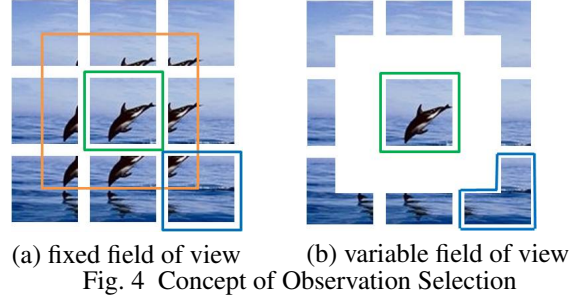 (a) fixed field of view
(b) variable field of view
Fig. 4 Concept of Observation Selection